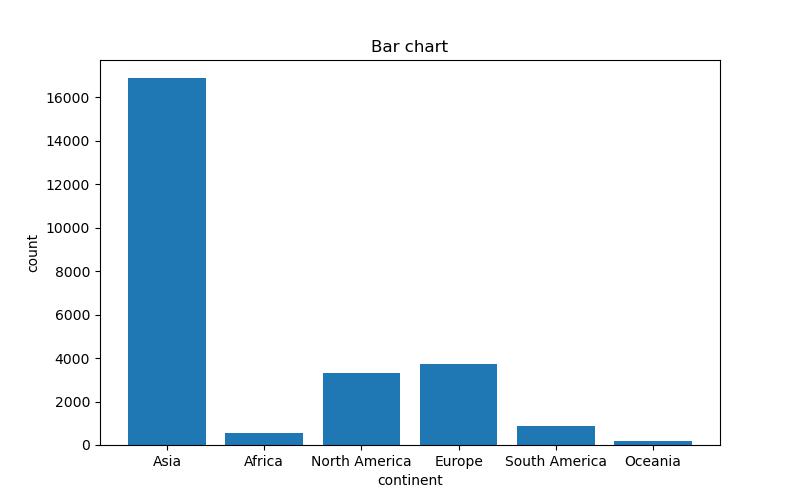 Bar chart
16000
14000
12000
10000
8000
6000
4000
2000
0
count
Asia Africa North America Europe South America Oceania
continent